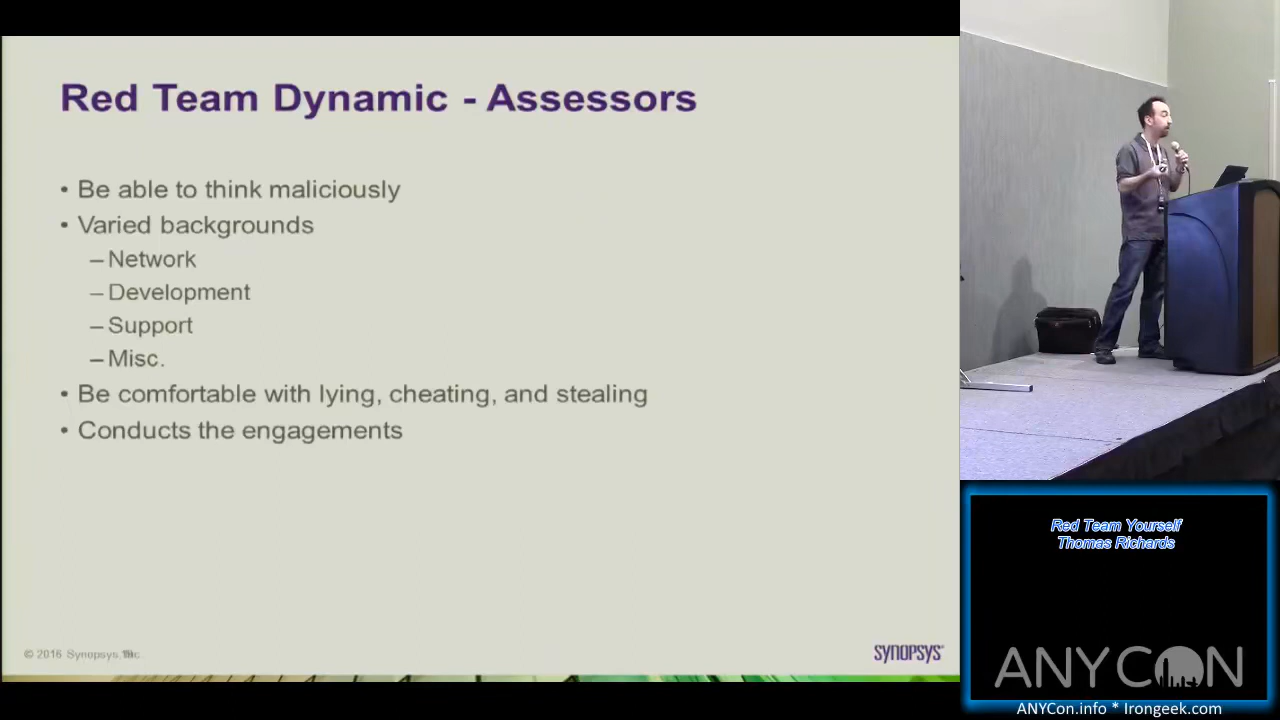 Red Team Dynamic - Assessors
• Be able to think maliciously
• Varied backgrounds
– Network
– Development
– Support
– Misc.
• Be comfortable with lying, cheating, and stealing
• Conducts the engagements
© 2016 Synopsys, Inc.
SYNOPSYS
Red Team Yourself
Thomas Richards
ANYCON
ANYCon.info * Irongeek.com